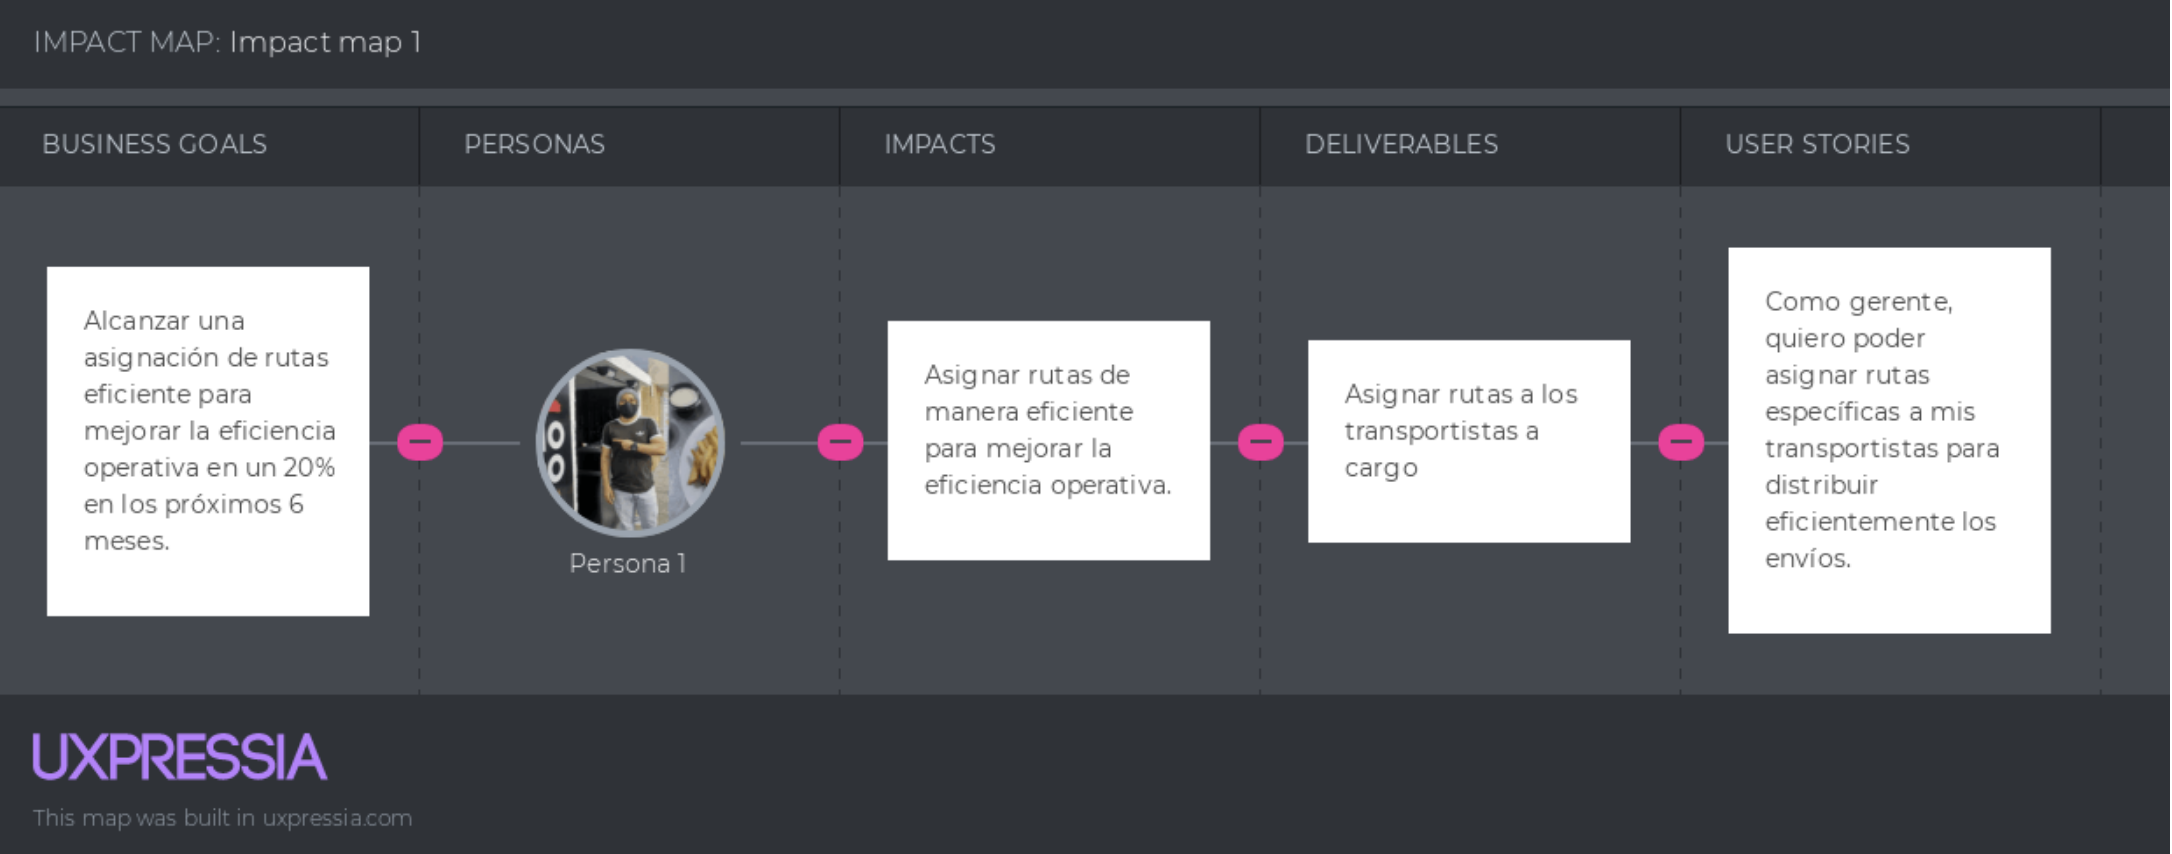 IMPACT MAP: Impact map 1
BUSINESS GOALS
PERSONAS
IMPACTS
DELIVERABLES
USER STORIES
Alcanzar una
asignación de rutas
eficiente para
mejorar la eficiencia
operativa en un 20%
en los próximos 6
meses.
Persona 1
Asignar rutas de
manera eficiente
para mejorar la
eficiencia operativa.
Asignar rutas a los
transportistas a
cargo
Como gerente,
quiero poder
asignar rutas
específicas a mis
transportistas para
distribuir
eficientemente los
envíos.
UXPRESSIA
This map was built in uxpressia.com